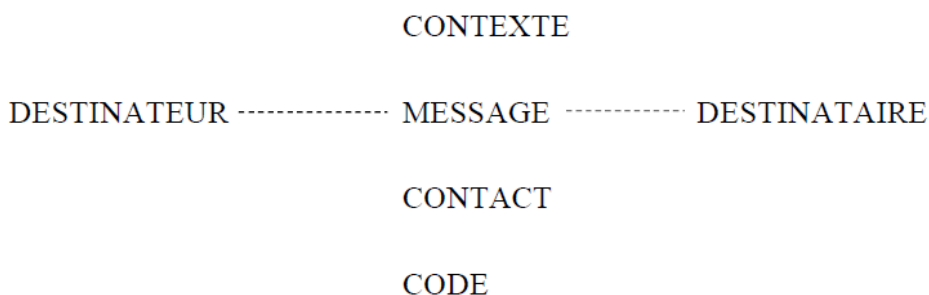 CONTEXTE
DESTINATEUR ------------- MESSAGE ----------- DESTINATAIRE
CONTACT
CODE